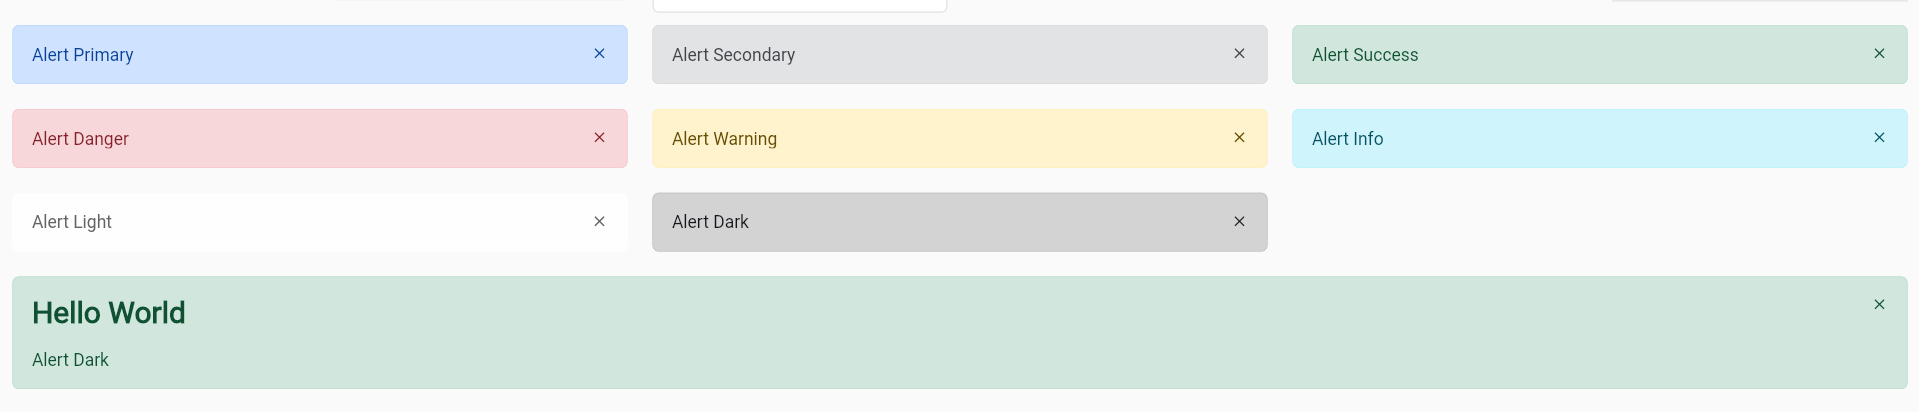 Alert Primary
Alert Secondary
Alert Success
Alert Danger
Alert Warning
Alert Info
Alert Light
Alert Dark
Hello World
Alert Dark